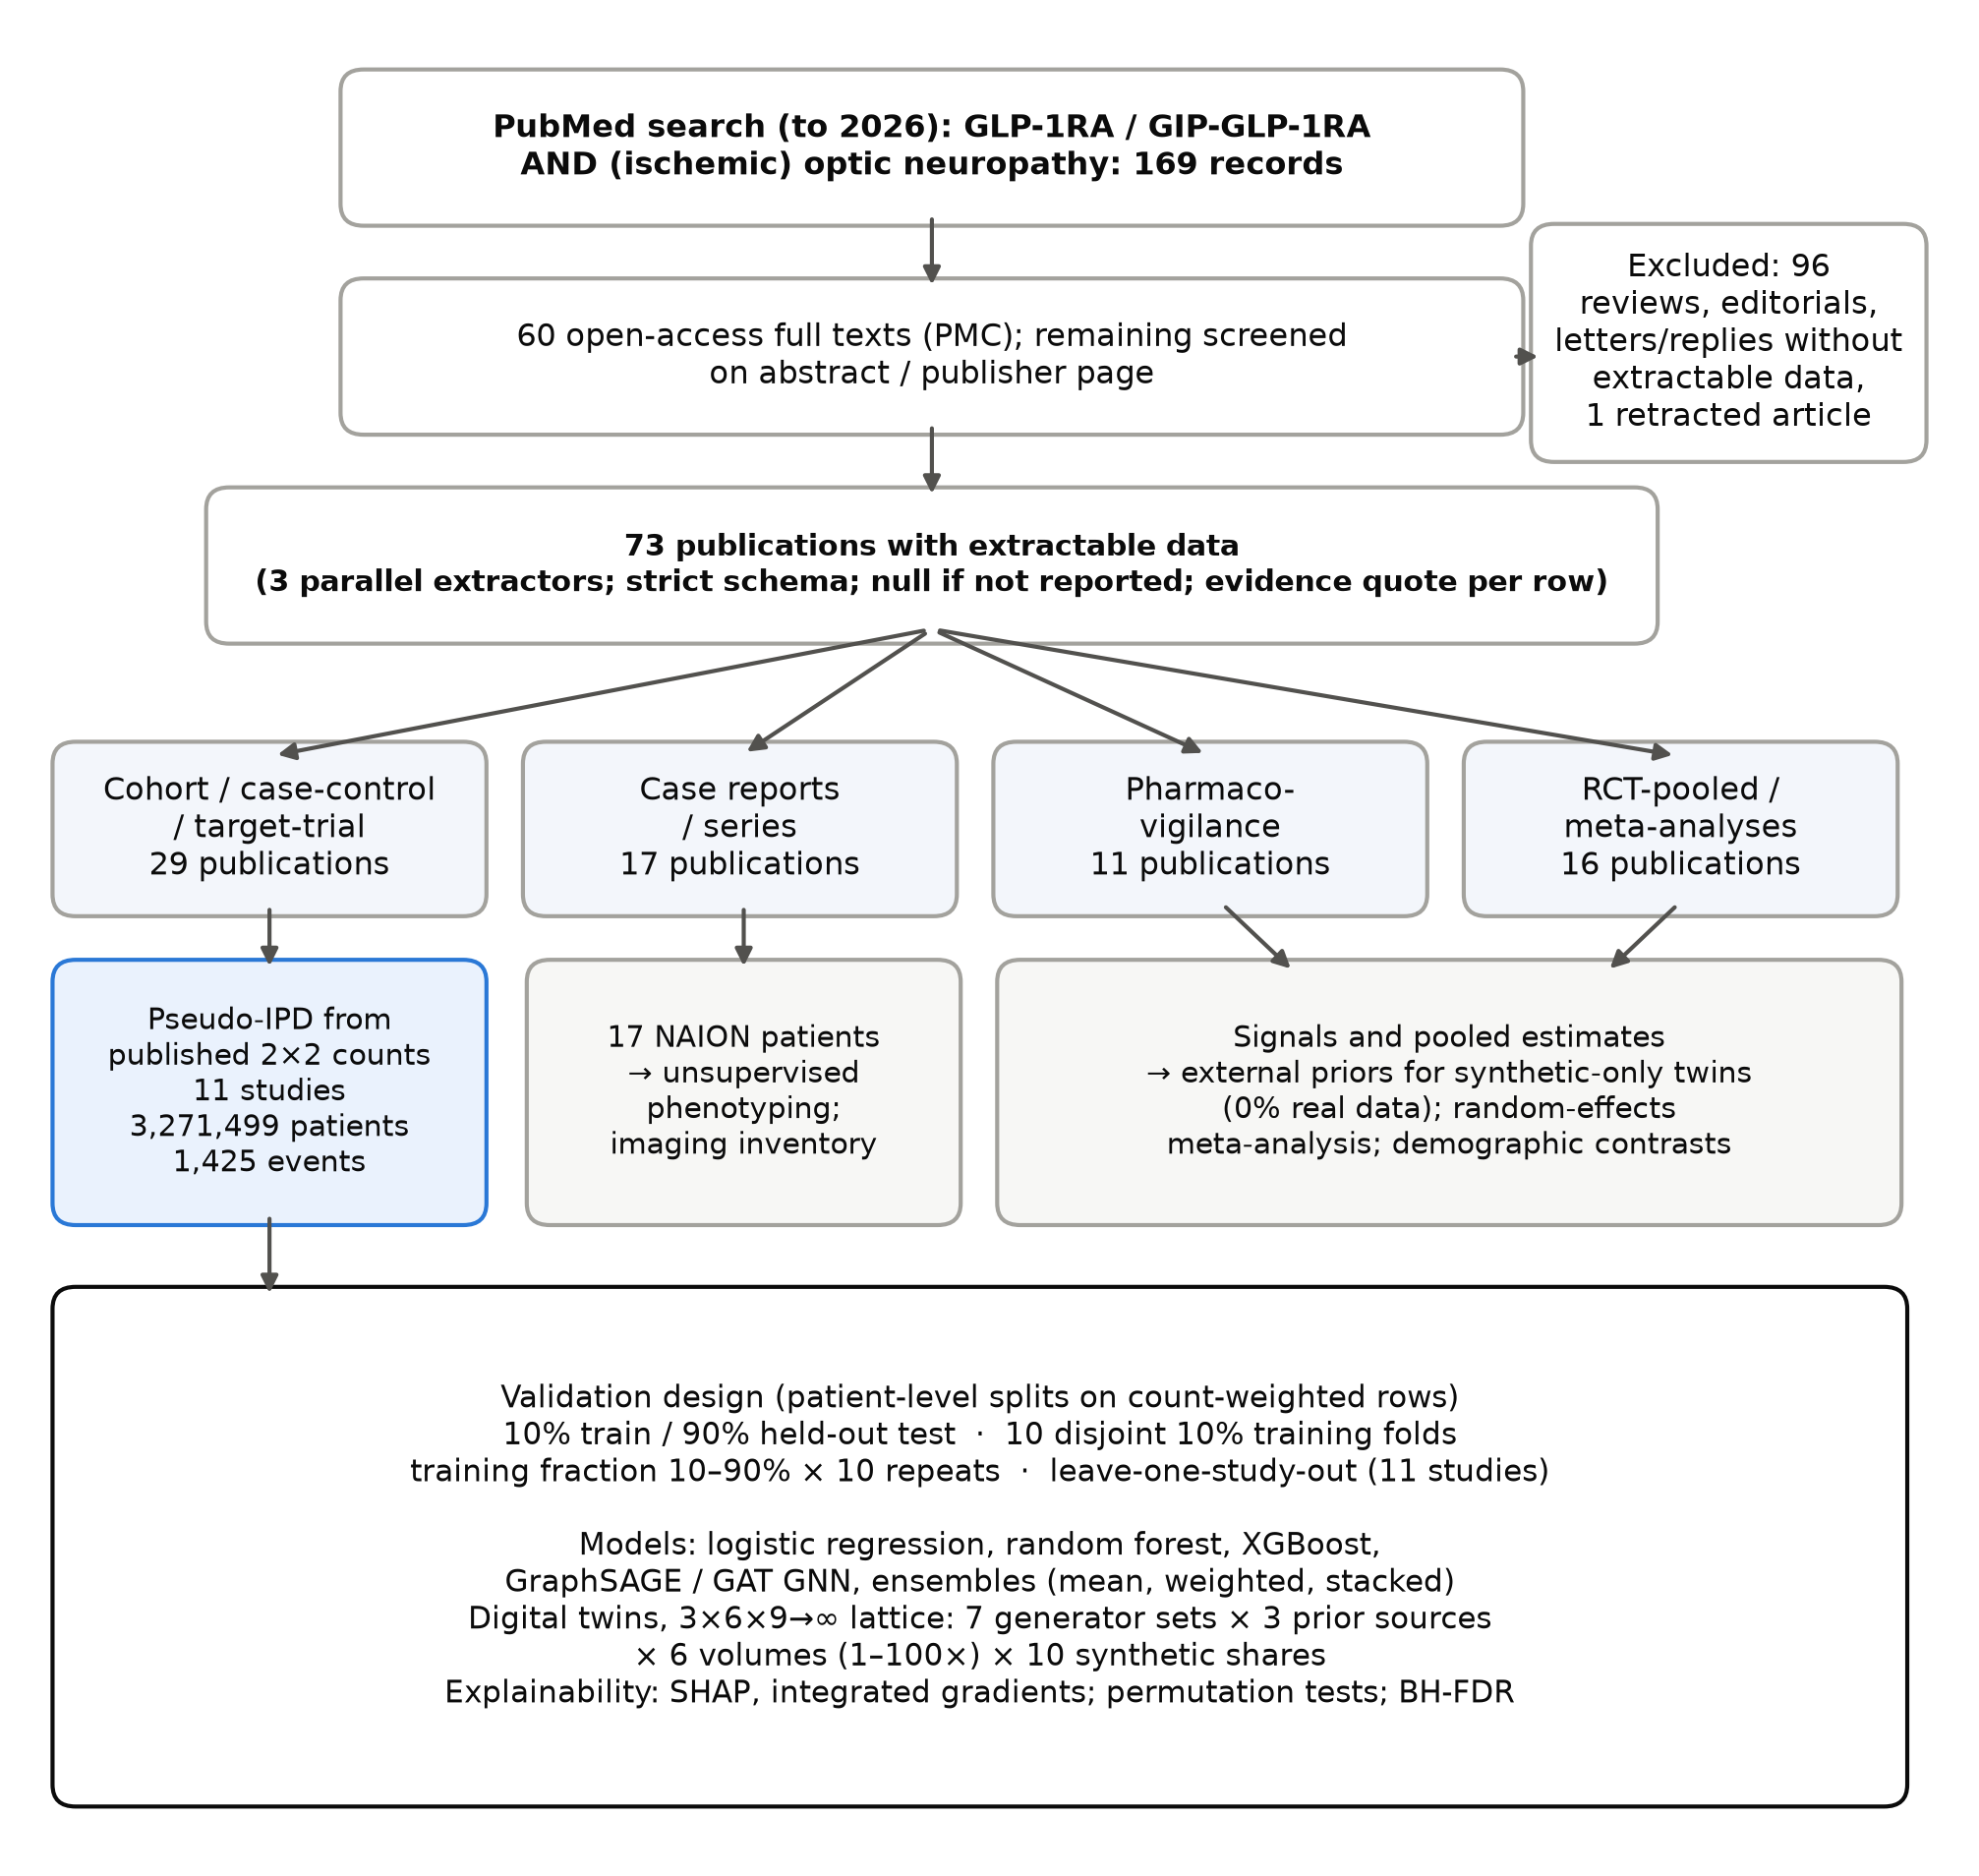 PubMed search (to 2026): GLP-1RA / GIP-GLP-1RA
AND (ischemic) optic neuropathy: 169 records
60 open-access full texts (PMC); remaining screened
on abstract / publisher page
Excluded: 96
reviews, editorials,
letters/replies without
extractable data,
1 retracted article
73 publications with extractable data
(3 parallel extractors; strict schema; null if not reported; evidence quote per row)
Cohort / case-control
/ target-trial
29 publications
Case reports
/ series
17 publications
Pharmaco-
vigilance
11 publications
RCT-pooled /
meta-analyses
16 publications
Pseudo-IPD from
published 2×2 counts
11 studies
3,271,499 patients
1,425 events
17 NAION patients
→ unsupervised
phenotyping;
imaging inventory
Signals and pooled estimates
→ external priors for synthetic-only twins
(0% real data); random-effects
meta-analysis; demographic contrasts
Validation design (patient-level splits on count-weighted rows)
10% train / 90% held-out test · 10 disjoint 10% training folds
training fraction 10–90% × 10 repeats · leave-one-study-out (11 studies)
Models: logistic regression, random forest, XGBoost,
GraphSAGE / GAT GNN, ensembles (mean, weighted, stacked)
Digital twins, 3×6×9→∞ lattice: 7 generator sets × 3 prior sources
× 6 volumes (1–100×) × 10 synthetic shares
Explainability: SHAP, integrated gradients; permutation tests; BH-FDR